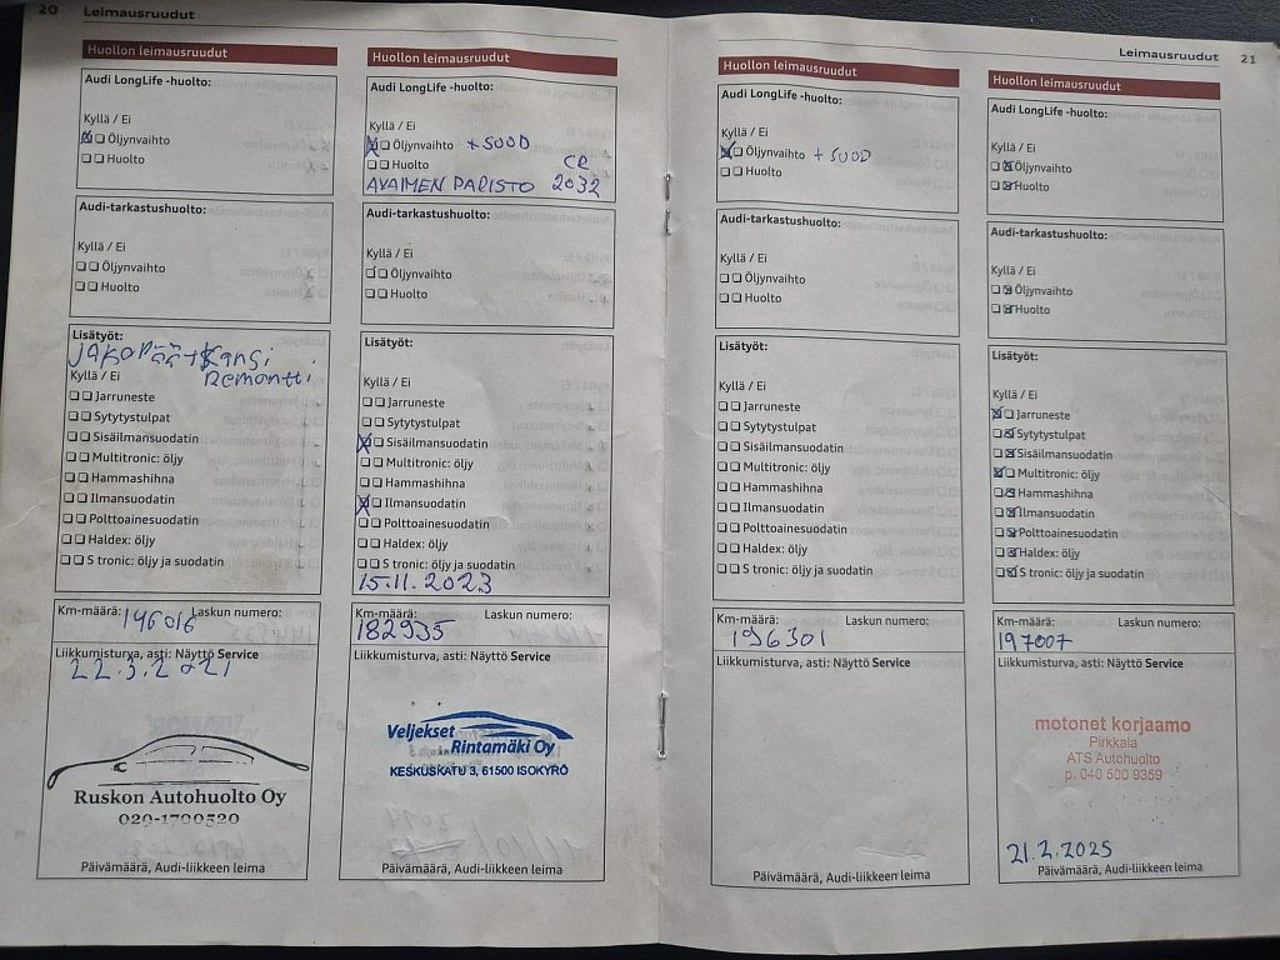 20 Leimausruudut
Huollon leimausruudut
Audi LongLife -huolto:
Kyllä / Ei
Öljynvaihto
Huolto
Audi-tarkastushuolto:
Kyllä / Ei
Öljynvaihto
Huolto
Lisätyöt:
JAKOPÄÄ + Kansi
Remontti
Kyllä / Ei
Jarruneste
Sytytystulpat
Sisäilmansuodatin
Multitronic: öljy
Hammashihna
Ilmansuodatin
Polttoainesuodatin
Haldex: öljy
S tronic: öljy ja suodatin
Km-määrä: 146016 Laskun numero:
Liikkumisturva, asti: Näyttö Service
22.3.2021
Ruskon Autohuolto Oy
020-1700520
Päivämäärä, Audi-liikkeen leima
Huollon leimausruudut
Audi LongLife -huolto:
Kyllä / Ei
Öljynvaihto + SUOD
Huolto CR
AVAIMEN PARISTO 2032
Audi-tarkastushuolto:
Kyllä / Ei
Öljynvaihto
Huolto
Lisätyöt:
Kyllä / Ei
Jarruneste
Sytytystulpat
Sisäilmansuodatin
Multitronic: öljy
Hammashihna
Ilmansuodatin
Polttoainesuodatin
Haldex: öljy
S tronic: öljy ja suodatin
15.11.2023
Km-määrä: Laskun numero:
182935
Liikkumisturva, asti: Näyttö Service
Veljekset
Rintamäki Oy
KESKUSKATU 3, 61500 ISOKYRÖ
Päivämäärä, Audi-liikkeen leima
Huollon leimausruudut
Audi LongLife -huolto:
Kyllä / Ei
Öljynvaihto + SUOD
Huolto
Audi-tarkastushuolto:
Kyllä / Ei
Öljynvaihto
Huolto
Lisätyöt:
Kyllä / Ei
Jarruneste
Sytytystulpat
Sisäilmansuodatin
Multitronic: öljy
Hammashihna
Ilmansuodatin
Polttoainesuodatin
Haldex: öljy
S tronic: öljy ja suodatin
Km-määrä: Laskun numero:
196301
Liikkumisturva, asti: Näyttö Service
Päivämäärä, Audi-liikkeen leima
Leimausruudut 21
Huollon leimausruudut
Audi LongLife -huolto:
Kyllä / Ei
Öljynvaihto
Huolto
Audi-tarkastushuolto:
Kyllä / Ei
Öljynvaihto
Huolto
Lisätyöt:
Kyllä / Ei
Jarruneste
Sytytystulpat
Sisäilmansuodatin
Multitronic: öljy
Hammashihna
Ilmansuodatin
Polttoainesuodatin
Haldex: öljy
S tronic: öljy ja suodatin
Km-määrä: Laskun numero:
197007
Liikkumisturva, asti: Näyttö Service
motonet korjaamo
Pirkkala
ATS Autohuolto
p. 040 500 9359
21.2.2025
Päivämäärä, Audi-liikkeen leima